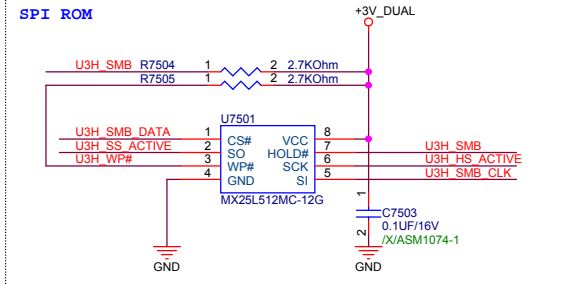 SPI ROM
+3V_DUAL
U3H_SMB R7504 1 2 2.7KOhm
R7505 1 2 2.7KOhm
U7501
U3H_SMB_DATA 1 CS# VCC 8
U3H_SS_ACTIVE 2 SO HOLD# 7 U3H_SMB
U3H_WP# 3 WP# SCK 6 U3H_HS_ACTIVE
4 GND SI 5 U3H_SMB_CLK
MX25L512MC-12G
1
C7503
0.1UF/16V
2
/X/ASM1074-1
GND GND